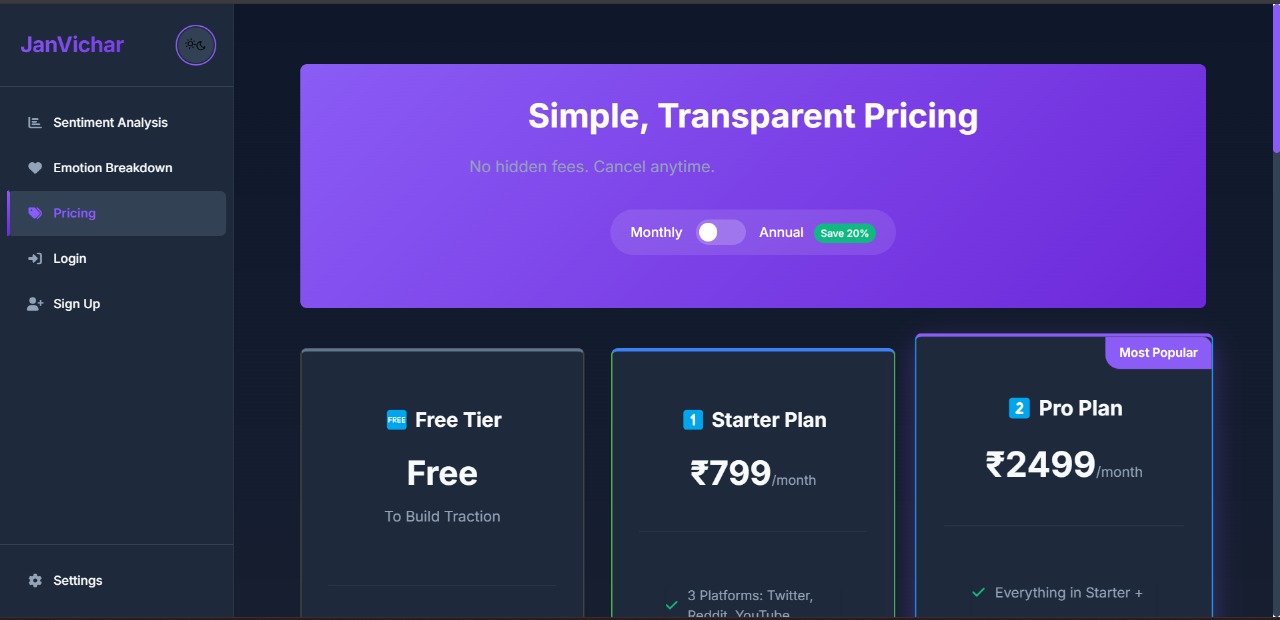 JanVichar
Sentiment Analysis
Emotion Breakdown
Pricing
Login
Sign Up
Settings
Simple, Transparent Pricing
No hidden fees. Cancel anytime.
Monthly Annual Save 20%
FREE Free Tier
Free
To Build Traction
1 Starter Plan
₹799/month
3 Platforms: Twitter,
Reddit, YouTube
Most Popular
2 Pro Plan
₹2499/month
Everything in Starter +